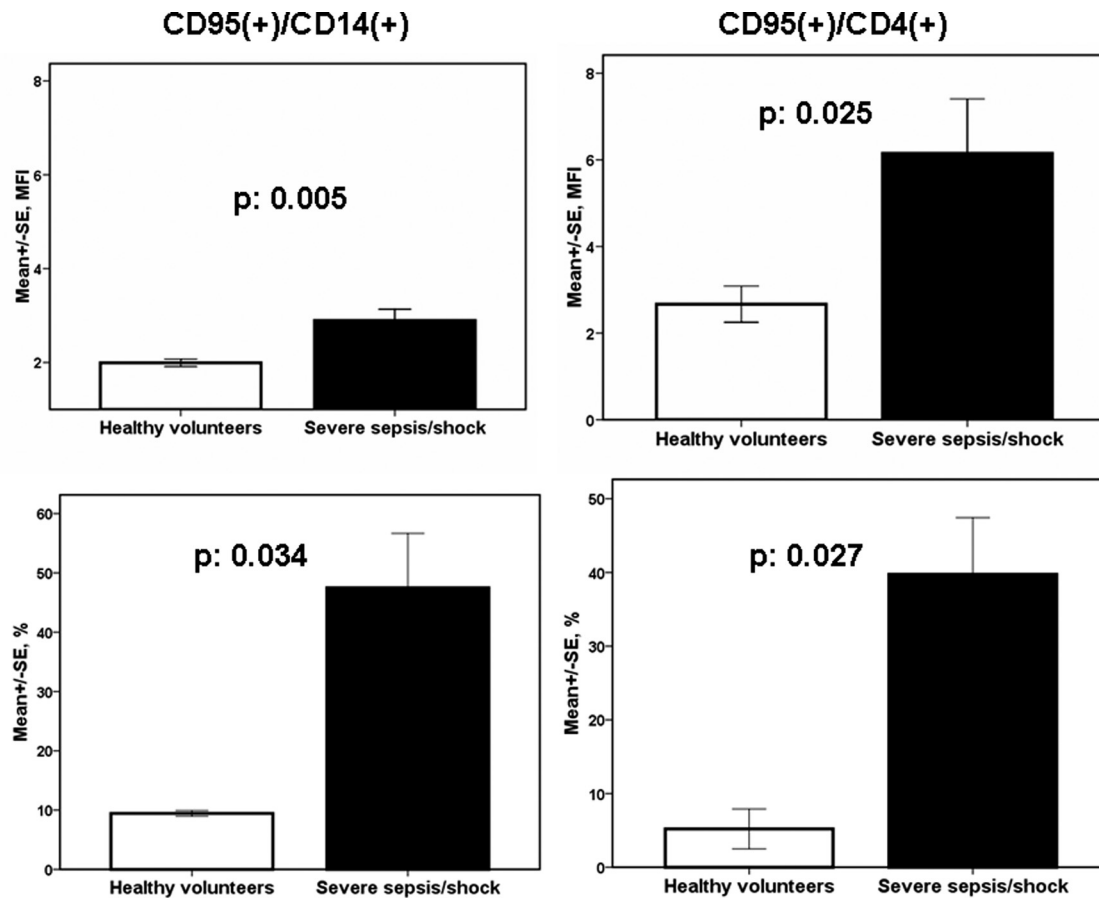 CD95(+)/CD14(+)
CD95(+)/CD4(+)
Mean+/-SE, MFI
8
6
4
2
p: 0.005
Healthy volunteers
Severe sepsis/shock
Mean+/-SE, MFI
8
6
4
2
0
p: 0.025
Healthy volunteers
Severe sepsis/shock
Mean+/-SE, %
60
50
40
30
20
10
0
p: 0.034
Healthy volunteers
Severe sepsis/shock
Mean+/-SE, %
50
40
30
20
10
0
p: 0.027
Healthy volunteers
Severe sepsis/shock